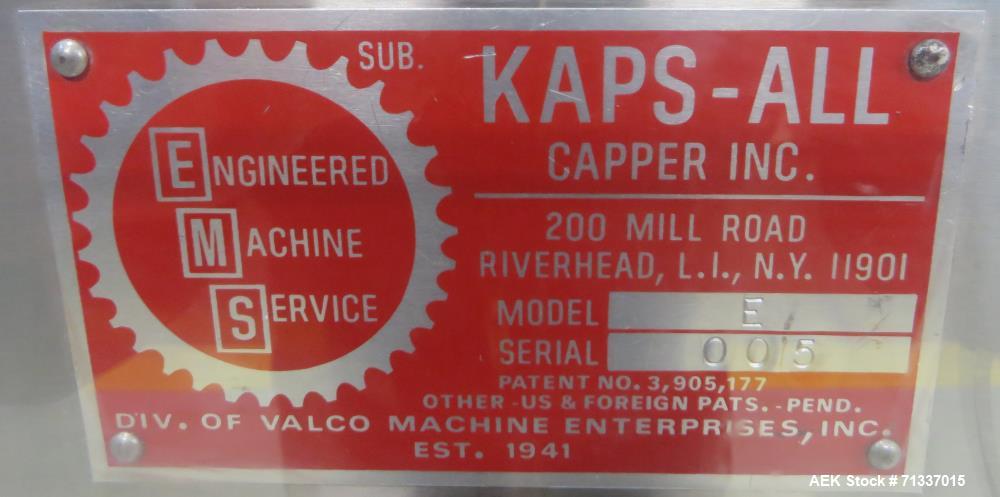 SUB.
ENGINEERED
MACHINE
SERVICE
KAPS-ALL
CAPPER INC.
200 MILL ROAD
RIVERHEAD, L.I., N.Y. 11901
MODEL E
SERIAL 005
PATENT NO. 3,905,177
OTHER-US & FOREIGN PATS.-PEND.
DIV. OF VALCO MACHINE ENTERPRISES, INC.
EST. 1941
AEK Stock # 71337015